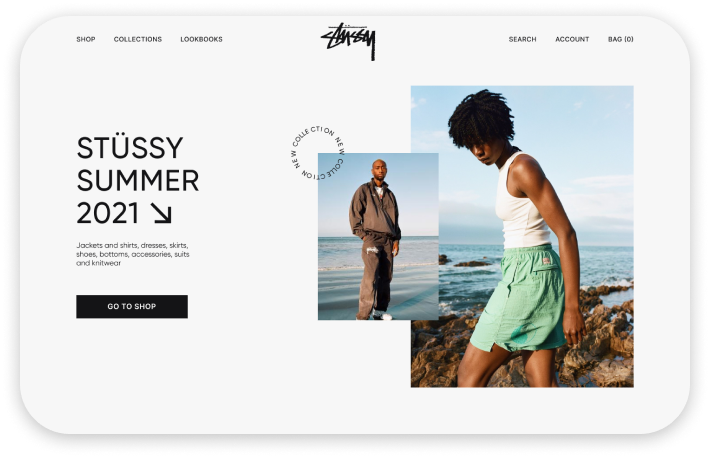 SHOP COLLECTIONS LOOKBOOKS
STÜSSY
SEARCH ACCOUNT BAG (0)
NEW COLLECTION NEW COLLECTION
STÜSSY
SUMMER
2021
Jackets and shirts, dresses, skirts,
shoes, bottoms, accessories, suits
and knitwear
GO TO SHOP